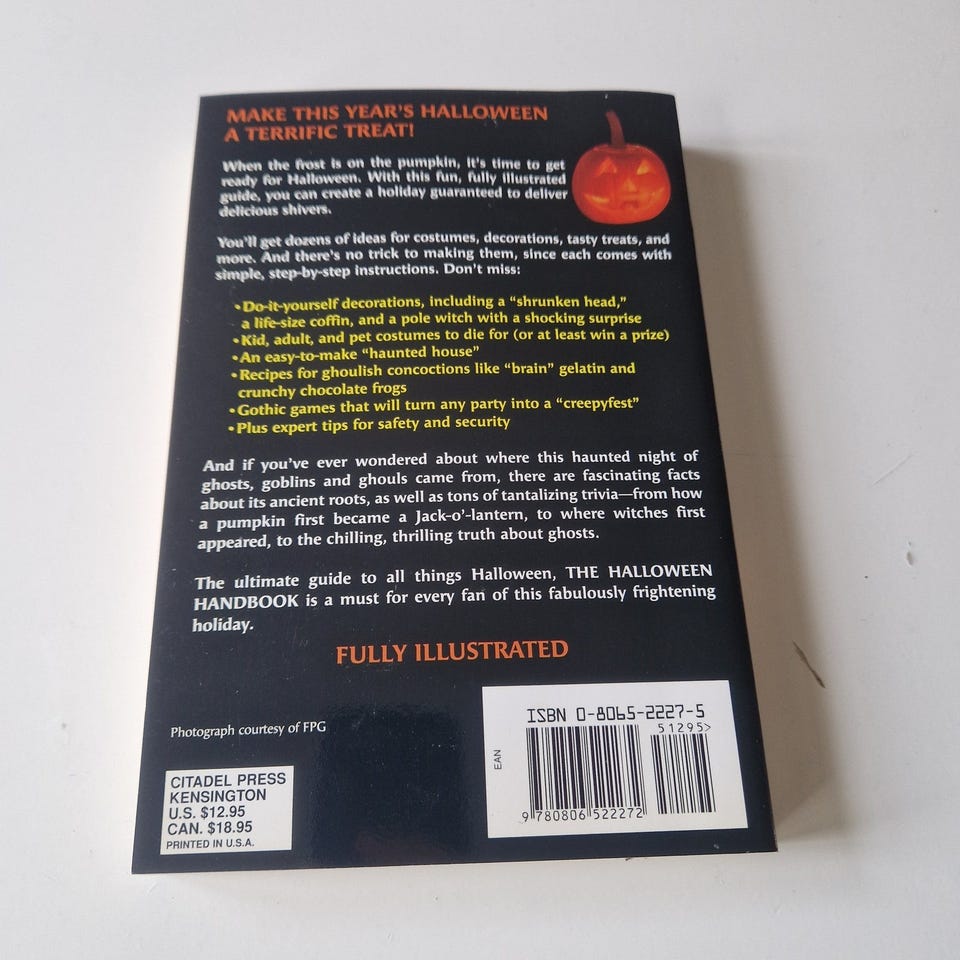 MAKE THIS YEAR'S HALLOWEEN
A TERRIFIC TREAT!
When the frost is on the pumpkin, it's time to get
ready for Halloween. With this fun, fully illustrated
guide, you can create a holiday guaranteed to deliver
delicious shivers.
You'll get dozens of ideas for costumes, decorations, tasty treats, and
more. And there's no trick to making them, since each comes with
simple, step-by-step instructions. Don't miss:
•Do-it-yourself decorations, including a “shrunken head,”
a life-size coffin, and a pole witch with a shocking surprise
•Kid, adult, and pet costumes to die for (or at least win a prize)
•An easy-to-make “haunted house”
•Recipes for ghoulish concoctions like “brain” gelatin and
crunchy chocolate frogs
•Gothic games that will turn any party into a “creepyfest”
•Plus expert tips for safety and security
And if you've ever wondered about where this haunted night of
ghosts, goblins and ghouls came from, there are fascinating facts
about its ancient roots, as well as tons of tantalizing trivia—from how
a pumpkin first became a Jack-o'-lantern, to where witches first
appeared, to the chilling, thrilling truth about ghosts.
The ultimate guide to all things Halloween, THE HALLOWEEN
HANDBOOK is a must for every fan of this fabulously frightening
holiday.
FULLY ILLUSTRATED
Photograph courtesy of FPG
CITADEL PRESS
KENSINGTON
U.S. $12.95
CAN. $18.95
PRINTED IN U.S.A.
ISBN 0-8065-2227-5
51295>
EAN
9 780806 522272